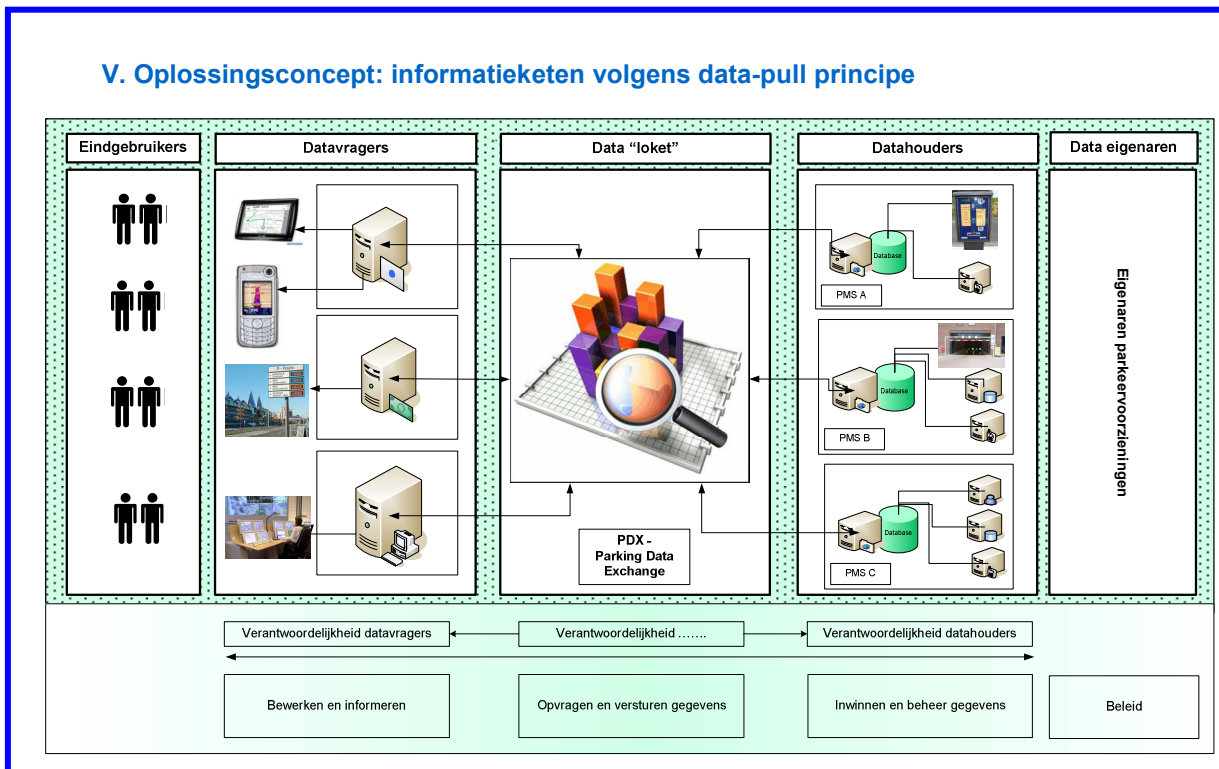 V. Oplossingsconcept: informatieketen volgens data-pull principe
Eindgebruikers
Datavragers
Data “loket”
Datahouders
Data eigenaren
Database
PMS A
Database
PMS B
Database
PMS C
PDX -
Parking Data
Exchange
Eigenaren parkeervoorzieningen
Verantwoordelijkheid datavragers
Verantwoordelijkheid …….
Verantwoordelijkheid datahouders
Bewerken en informeren
Opvragen en versturen gegevens
Inwinnen en beheer gegevens
Beleid